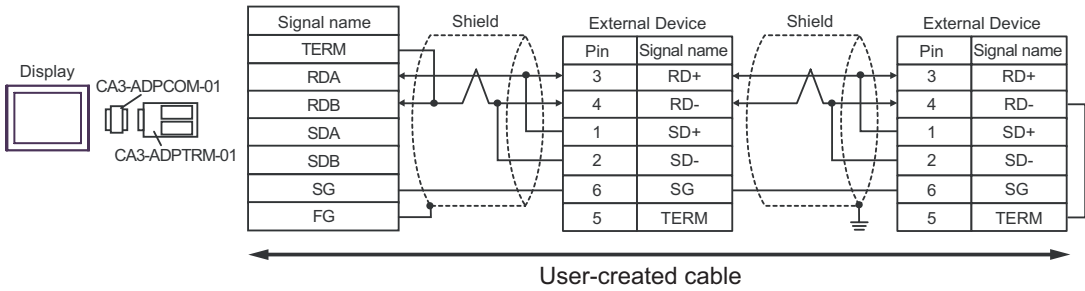 Display
CA3-ADPCOM-01
CA3-ADPTRM-01
Signal name
TERM
RDA
RDB
SDA
SDB
SG
FG
Shield
External Device
Pin Signal name
3 RD+
4 RD-
1 SD+
2 SD-
6 SG
5 TERM
Shield
External Device
Pin Signal name
3 RD+
4 RD-
1 SD+
2 SD-
6 SG
5 TERM
User-created cable